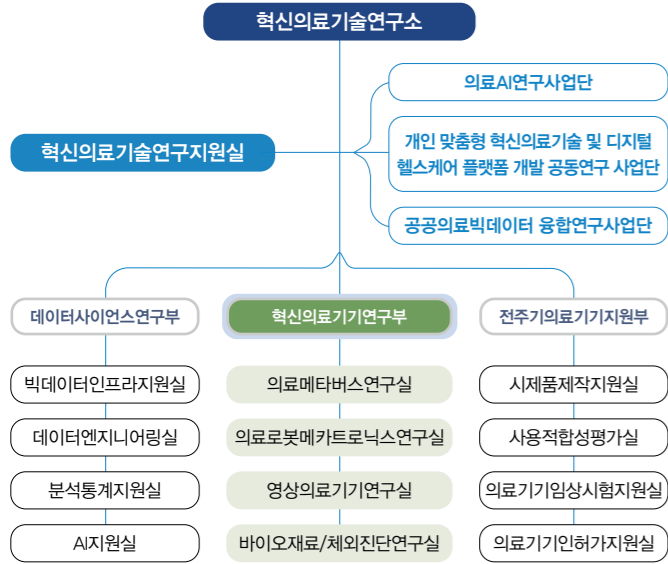 혁신의료기술연구소
의료AI연구사업단
혁신의료기술연구지원실
개인 맞춤형 혁신의료기술 및 디지털
헬스케어 플랫폼 개발 공동연구 사업단
공공의료빅데이터 융합연구사업단
데이터사이언스연구부
혁신의료기기연구부
전주기의료기기지원부
빅데이터인프라지원실
의료메타버스연구실
시제품제작지원실
데이터엔지니어링실
의료로봇메카트로닉스연구실
사용적합성평가실
분석통계지원실
영상의료기기연구실
의료기기임상시험지원실
AI지원실
바이오재료/체외진단연구실
의료기기인허가지원실